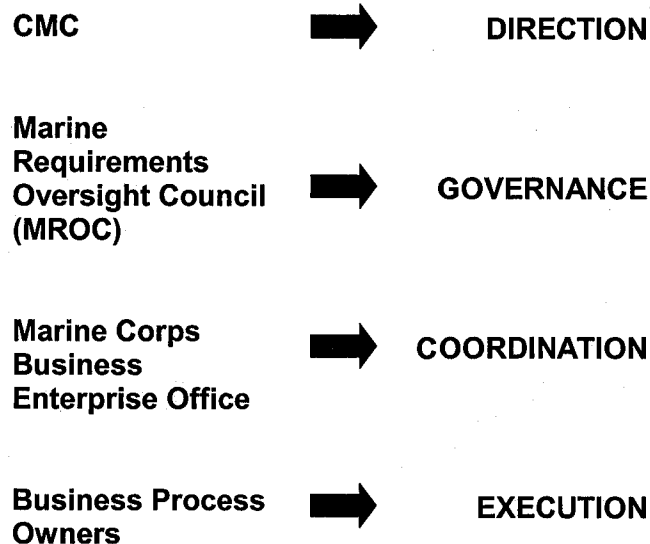 CMC DIRECTION
Marine
Requirements
Oversight Council GOVERNANCE
(MROC)
Marine Corps
Business COORDINATION
Enterprise Office
Business Process EXECUTION
Owners